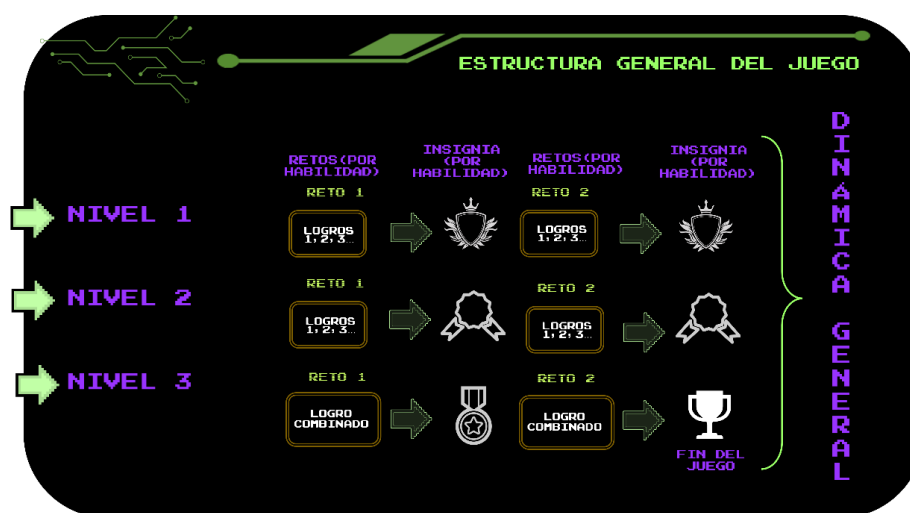 ESTRUCTURA GENERAL DEL JUEGO
RETOS(POR
HABILIDAD)
INSIGNIA
(POR
HABILIDAD)
RETOS(POR
HABILIDAD)
INSIGNIA
(POR
HABILIDAD)
NIVEL 1
RETO 1
LOGROS
1,2,3...
RETO 2
LOGROS
1,2,3...
NIVEL 2
RETO 1
LOGROS
1,2,3...
RETO 2
LOGROS
1,2,3...
NIVEL 3
RETO 1
LOGRO
COMBINADO
RETO 2
LOGRO
COMBINADO
FIN DEL
JUEGO
DINÁMICA GENERAL